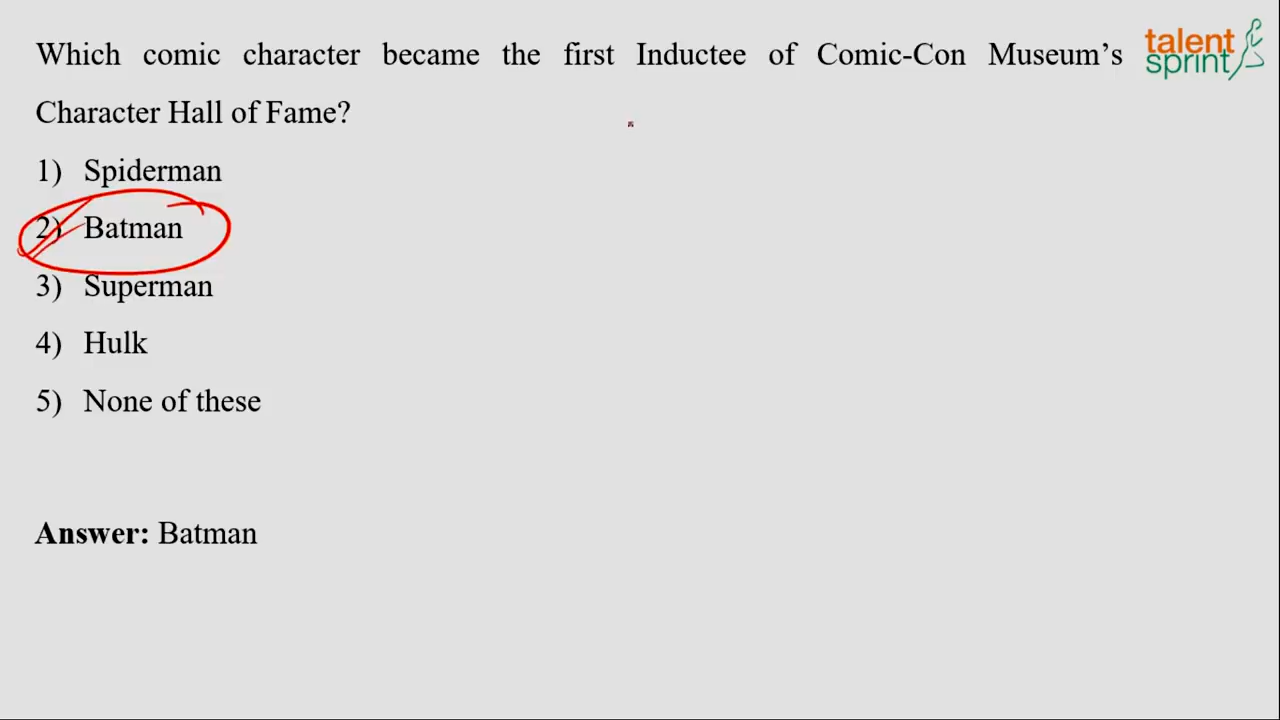 Which comic character became the first Inductee of Comic-Con Museum's
Character Hall of Fame?
talent
sprint
1) Spiderman
2) Batman
3) Superman
4) Hulk
5) None of these
Answer: Batman